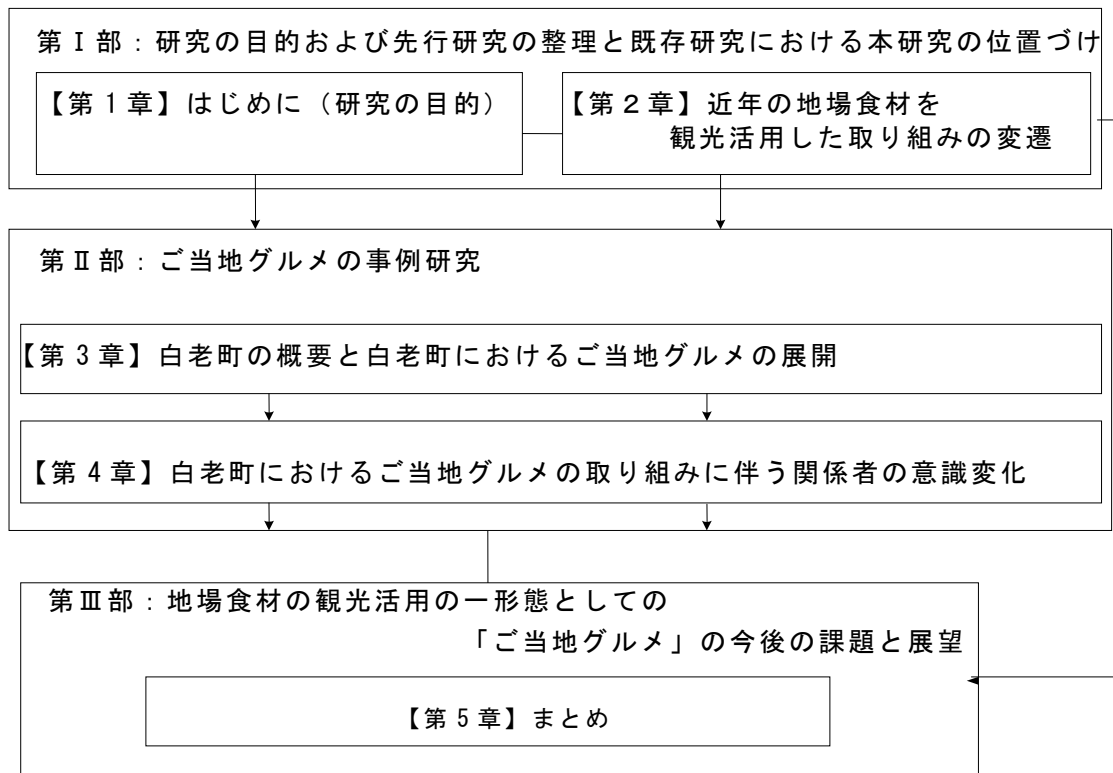 第Ⅰ部：研究の目的および先行研究の整理と既存研究における本研究の位置づけ
【第1章】はじめに（研究の目的）
【第２章】近年の地場食材を
観光活用した取り組みの変遷
第Ⅱ部：ご当地グルメの事例研究
【第3章】白老町の概要と白老町におけるご当地グルメの展開
【第4章】白老町におけるご当地グルメの取り組みに伴う関係者の意識変化
第Ⅲ部：地場食材の観光活用の一形態としての
「ご当地グルメ」の今後の課題と展望
【第5章】まとめ